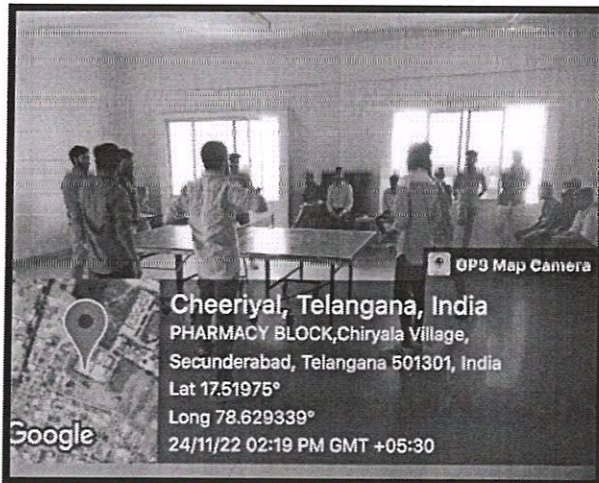 GPS Map Camera
Cheeriyal, Telangana, India
PHARMACY BLOCK,Chiryala Village,
Secunderabad, Telangana 501301, India
Lat 17.51975°
Long 78.629339°
24/11/22 02:19 PM GMT +05:30
Google